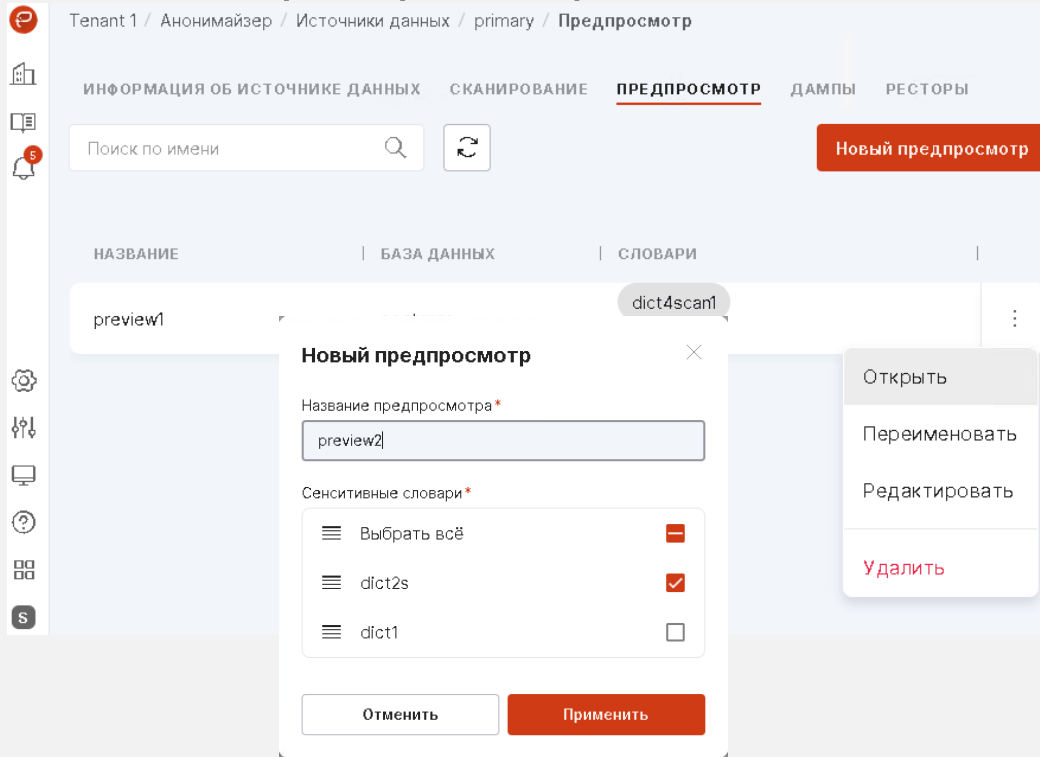 Tenant 1 / Анонимайзер / Источники данных / primary / Предпросмотр
ИНФОРМАЦИЯ ОБ ИСТОЧНИКЕ ДАННЫХ СКАНИРОВАНИЕ ПРЕДПРОСМОТР ДАМПЫ РЕСТОРЫ
5
Поиск по имени
Новый предпросмотр
НАЗВАНИЕ БАЗА ДАННЫХ СЛОВАРИ
dict4scan1
preview1
Новый предпросмотр
Название предпросмотра*
preview2
Сенситивные словари*
Выбрать всё
dict2s
dict1
Отменить Применить
Открыть
Переименовать
Редактировать
Удалить
S